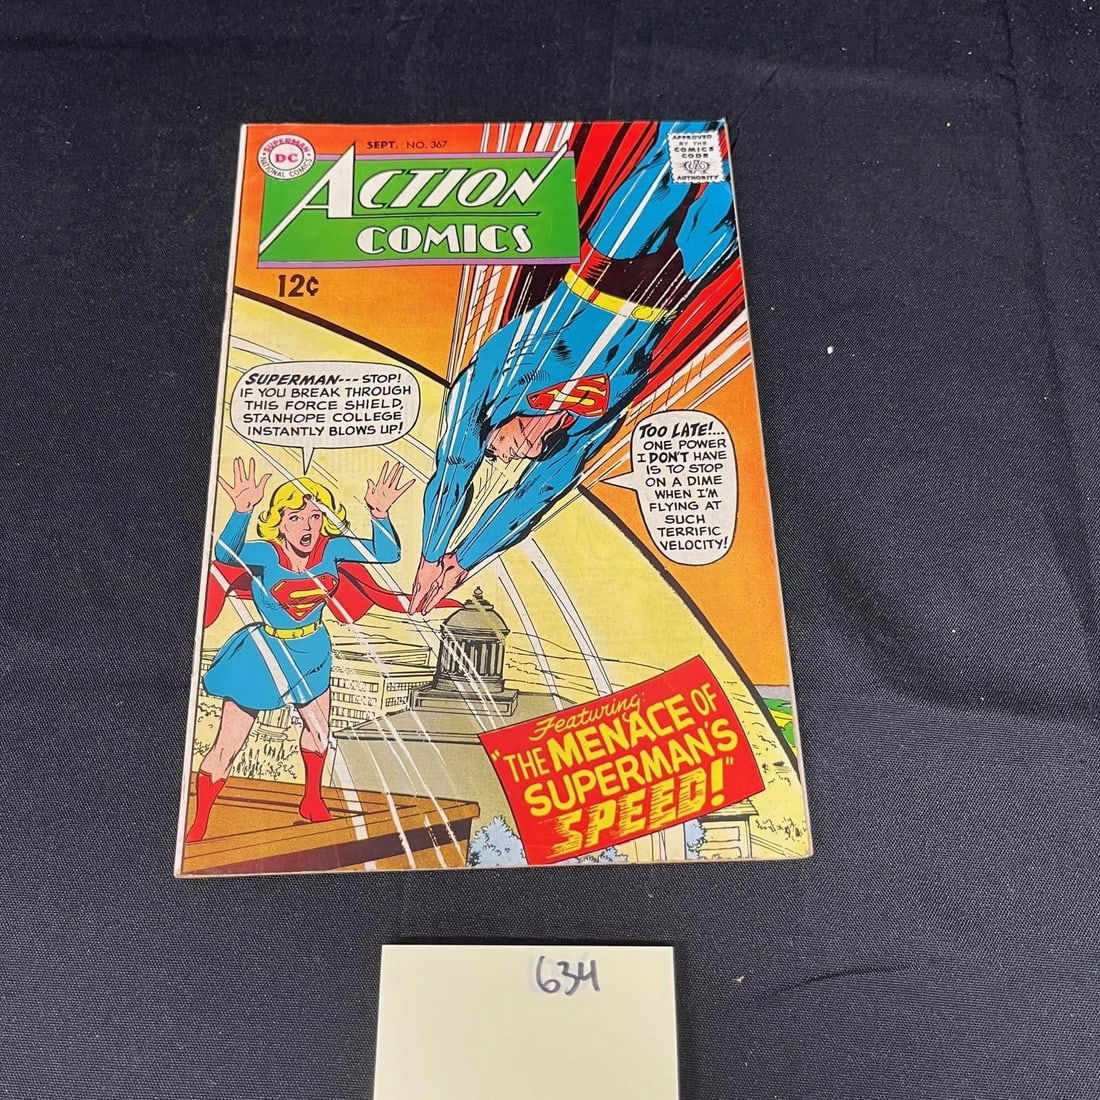 SUPERMAN
DC
NATIONAL COMICS
SEPT. NO. 367
APPROVED
BY THE
COMICS
CODE
AUTHORITY
ACTION
COMICS
12¢
SUPERMAN---STOP!
IF YOU BREAK THROUGH
THIS FORCE SHIELD,
STANHOPE COLLEGE
INSTANTLY BLOWS UP!
TOO LATE!...
ONE POWER
I DON'T HAVE
IS TO STOP
ON A DIME
WHEN I'M
FLYING AT
SUCH
TERRIFIC
VELOCITY!
Featuring:
"THE MENACE OF
SUPERMAN'S
SPEED!"
634